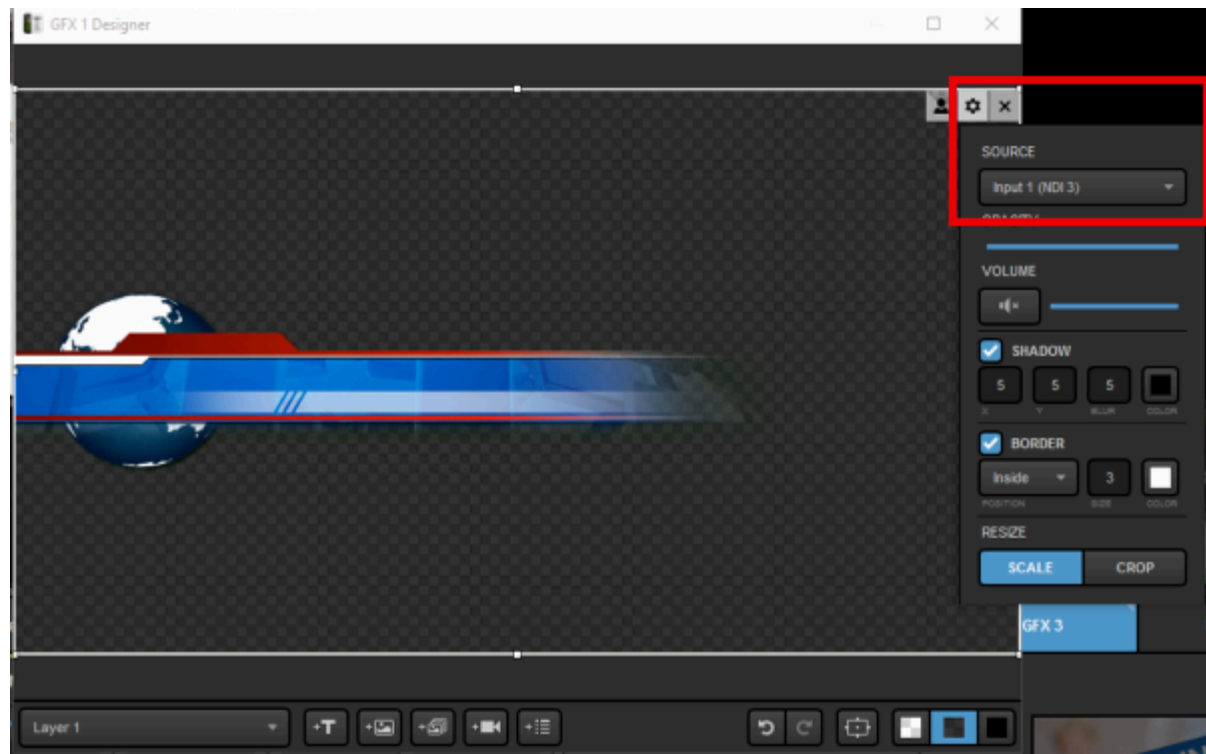 GFX 1 Designer
SOURCE
Input 1 (NDI 3)
OPACITY
VOLUME
SHADOW
5 5 5
X Y BLUR COLOR
BORDER
Inside 3
POSITION SIZE COLOR
RESIZE
SCALE CROP
GFX 3
Layer 1
+T